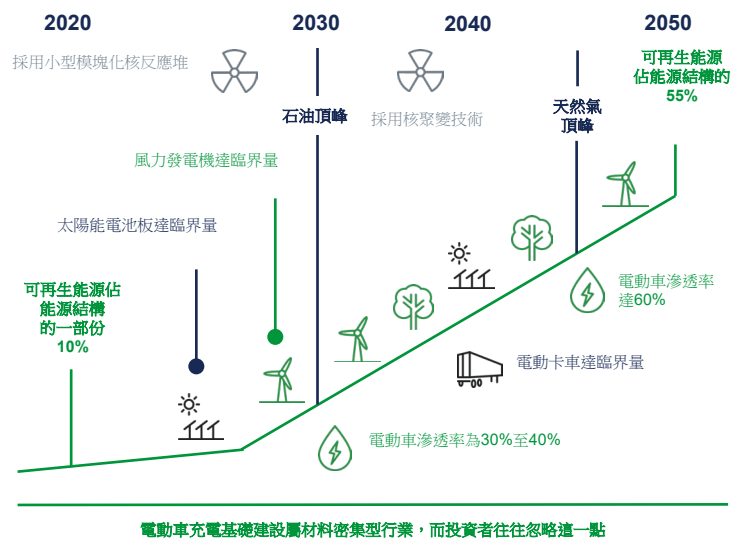 2020
2030
2040
2050
採用小型模塊化核反應堆
可再生能源
佔能源結構的
55%
石油頂峰
採用核聚變技術
天然氣
頂峰
風力發電機達臨界量
太陽能電池板達臨界量
可再生能源佔
能源結構
的一部份
10%
電動車滲透率
達60%
電動卡車達臨界量
電動車滲透率為30%至40%
電動車充電基礎建設屬材料密集型行業，而投資者往往忽略這一點